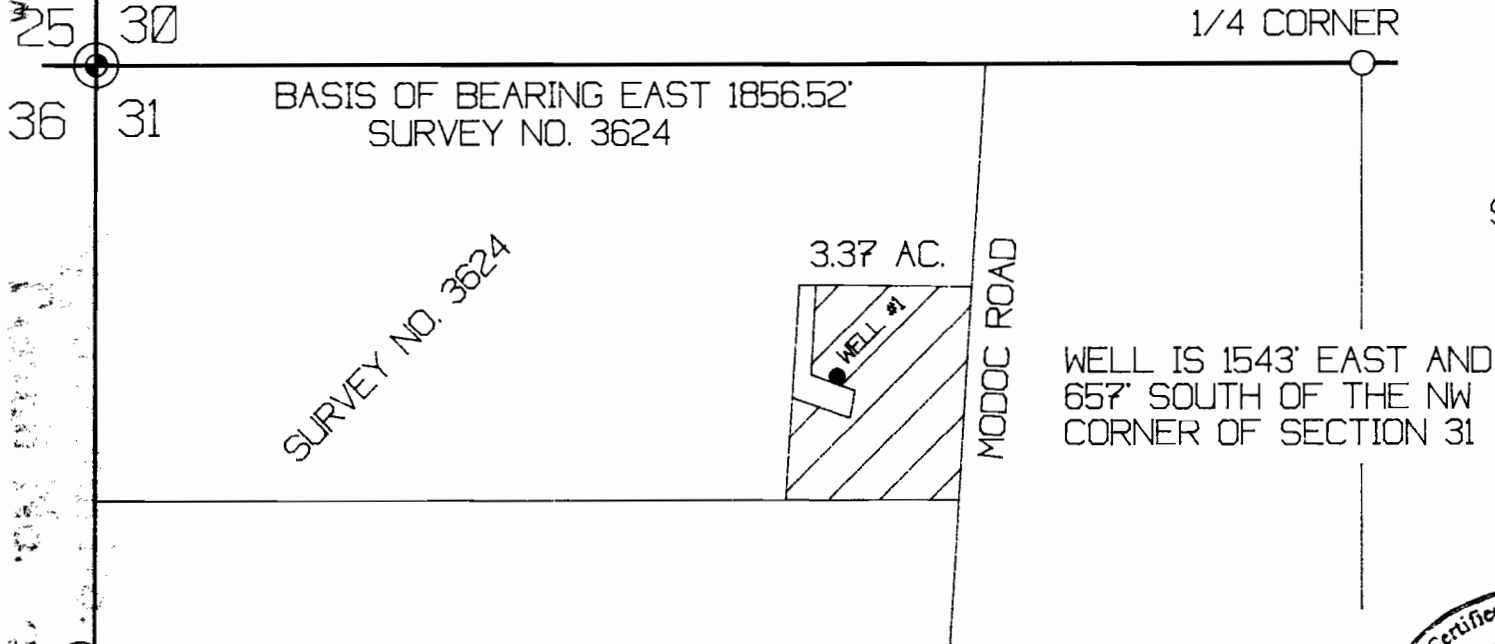 25 30
1/4 CORNER
36 31
BASIS OF BEARING EAST 1856.52'
SURVEY NO. 3624
SURVEY NO. 3624
3.37 AC.
WELL #1
MODOC ROAD
WELL IS 1543' EAST AND
657' SOUTH OF THE NW
CORNER OF SECTION 31
Certifie